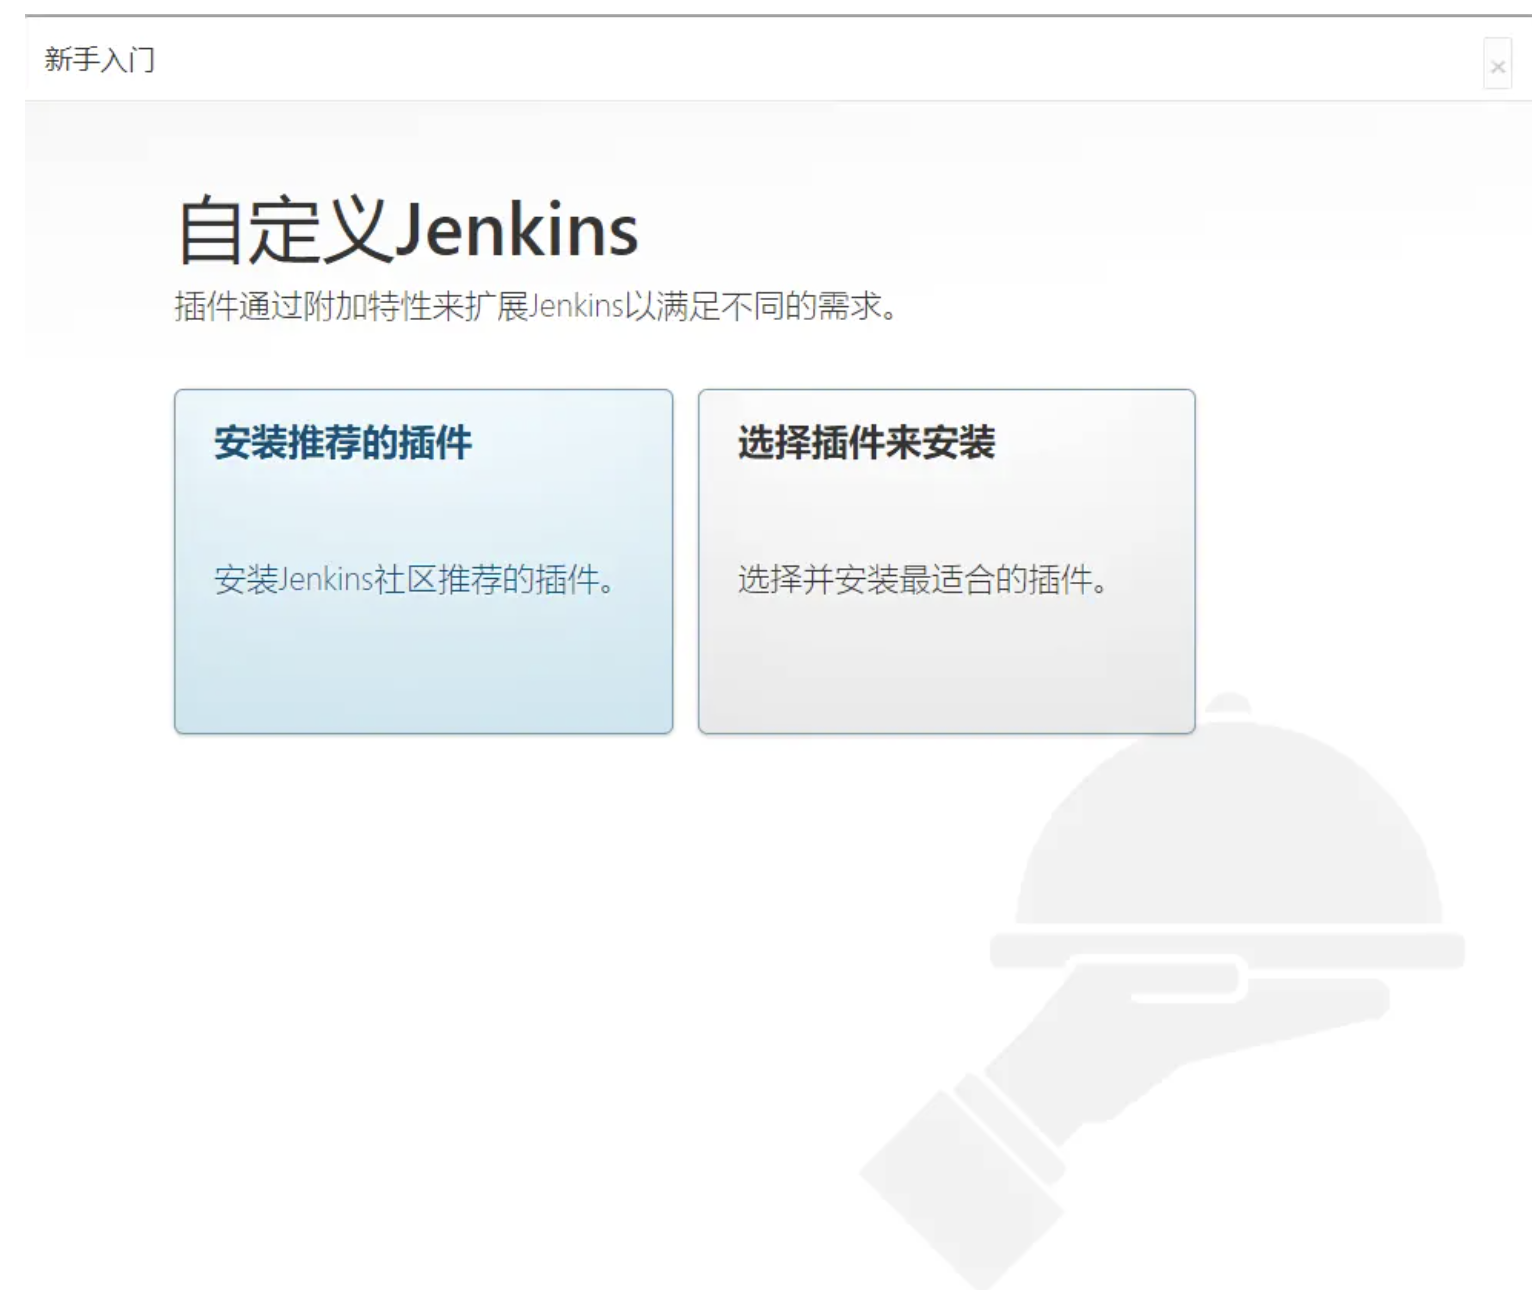 新手入门
×
自定义Jenkins
插件通过附加特性来扩展Jenkins以满足不同的需求。
安装推荐的插件
安装Jenkins社区推荐的插件。
选择插件来安装
选择并安装最适合的插件。